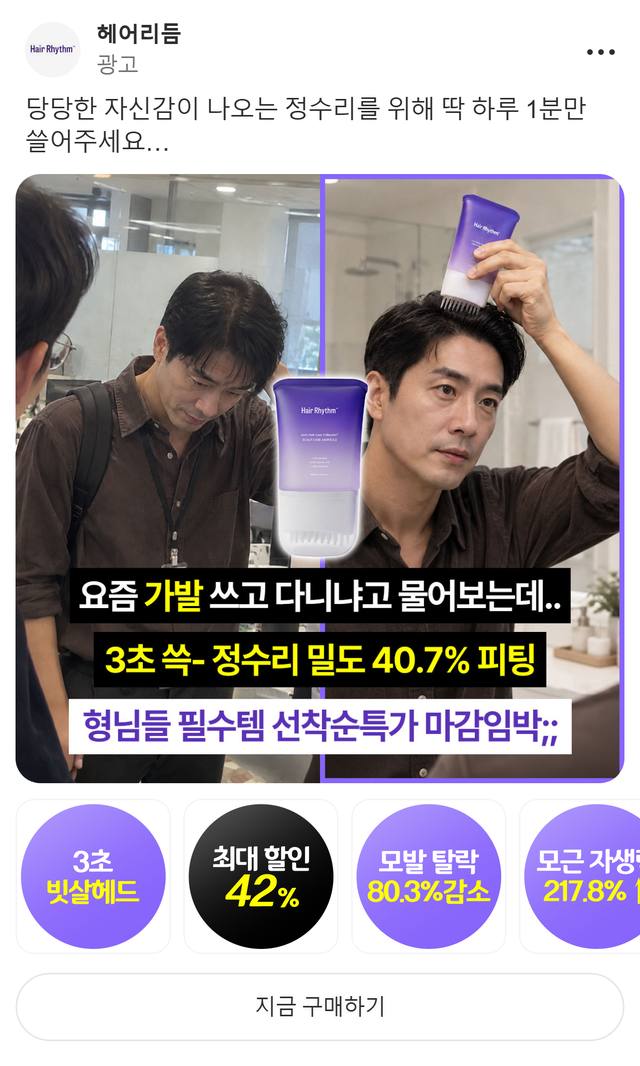 Hair Rhythm
헤어리듬
광고
당당한 자신감이 나오는 정수리를 위해 딱 하루 1분만
쓸어주세요...
Hair Rhythm
Hair Rhythm
요즘 가발 쓰고 다니냐고 물어보는데..
3초 쓱- 정수리 밀도 40.7% 피팅
형님들 필수템 선착순특가 마감임박;;
3초
빗살헤드
최대 할인
42%
모발 탈락
80.3%감소
모근 자생
217.8%
지금 구매하기